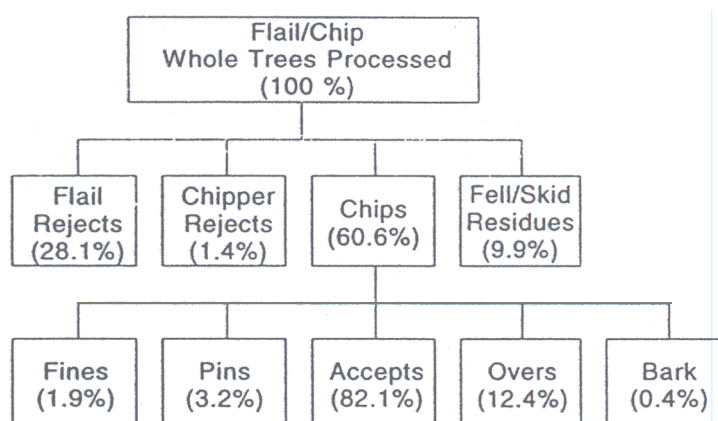 Flail/Chip
Whole Trees Processed
(100 %)
Flail
Rejects
(28.1%)
Chipper
Rejects
(1.4%)
Chips
(60.6%)
Fell/Skid
Residues
(9.9%)
Fines
(1.9%)
Pins
(3.2%)
Accepts
(82.1%)
Overs
(12.4%)
Bark
(0.4%)